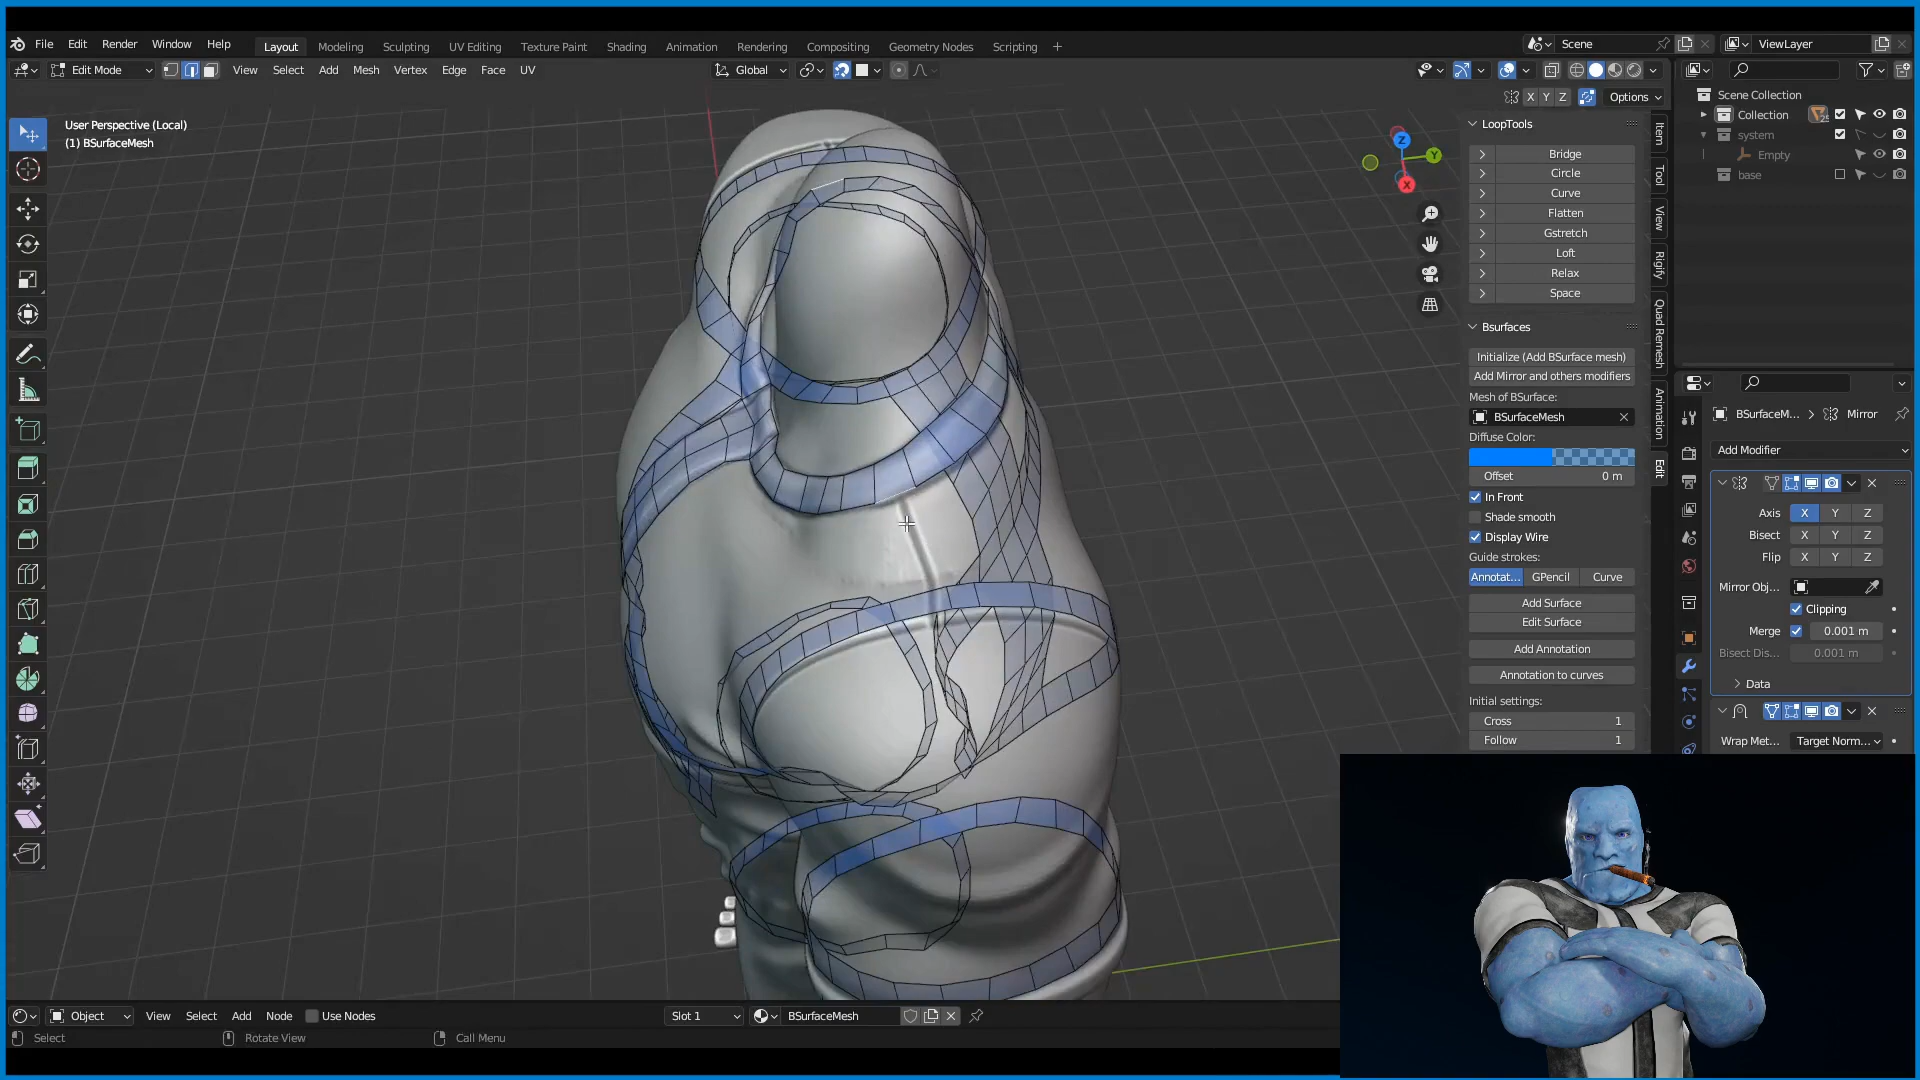 File Edit Render Window Help Layout Modeling Sculpting UV Editing Texture Paint Shading Animation Rendering Compositing Geometry Nodes Scripting + Scene ViewLayer
Edit Mode View Select Add Mesh Vertex Edge Face UV Global
X Y Z Options
User Perspective (Local)
(1) BSurfaceMesh
Z
Y
X
LoopTools
Bridge
Circle
Curve
Flatten
Gstretch
Loft
Relax
Space
Bsurfaces
Initialize (Add BSurface mesh)
Add Mirror and others modifiers
Mesh of BSurface:
BSurfaceMesh
Diffuse Color:
Offset 0 m
In Front
Shade smooth
Display Wire
Guide strokes:
Annotat... GPencil Curve
Add Surface
Edit Surface
Add Annotation
Annotation to curves
Initial settings:
Cross 1
Follow 1
Item
Tool
View
Rigify
Quad Remesh
Animation
Edit
Scene Collection
Collection 25
system
Empty
base
BSurfaceM... Mirror
Add Modifier
Axis X Y Z
Bisect X Y Z
Flip X Y Z
Mirror Obj...
Clipping
Merge 0.001 m
Bisect Dis... 0.001 m
Data
Wrap Met... Target Norm...
Object View Select Add Node Use Nodes Slot 1 BSurfaceMesh
Select Rotate View Call Menu